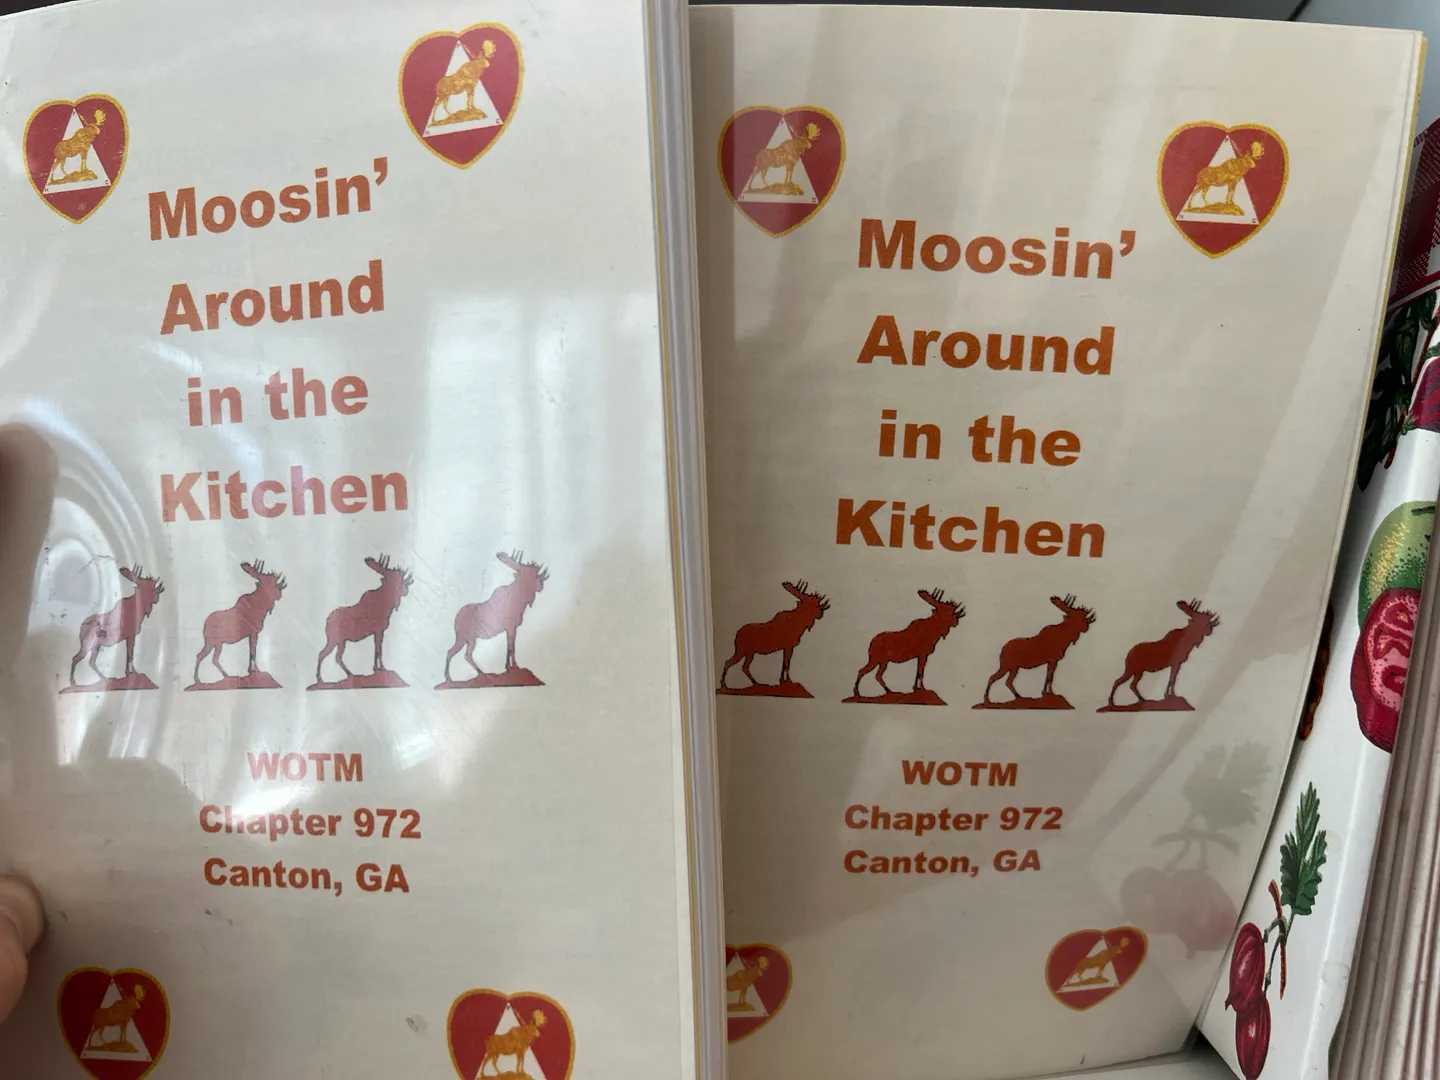 Moosin’
Around
in the
Kitchen
WOTM
Chapter 972
Canton, GA
Moosin’
Around
in the
Kitchen
WOTM
Chapter 972
Canton, GA